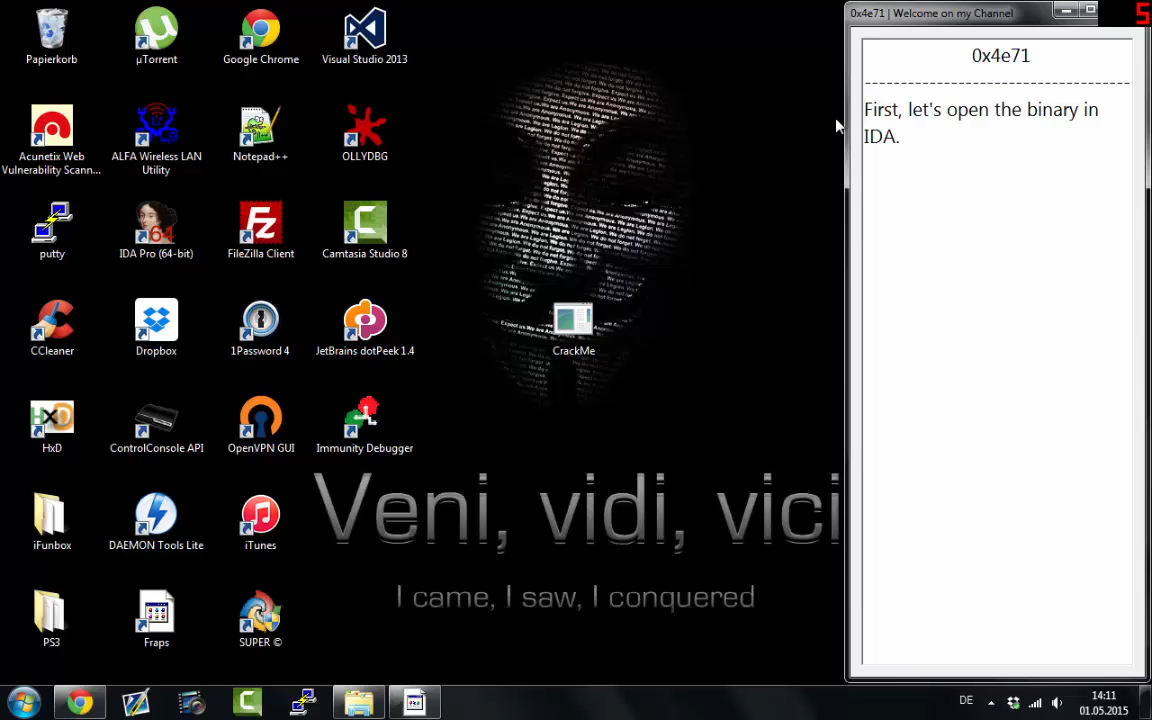 0x4e71 | Welcome on my Channel
5
0x4e71
First, let's open the binary in
IDA.
Papierkorb
µTorrent
Google Chrome
Visual Studio 2013
Acunetix Web
Vulnerability Scann...
ALFA Wireless LAN
Utility
Notepad++
OLLYDBG
putty
64
IDA Pro (64-bit)
Fz
FileZilla Client
C
Camtasia Studio 8
CCleaner
Dropbox
1Password 4
JetBrains dotPeek 1.4
CrackMe
HxD
HxD
ControlConsole API
OpenVPN GUI
Immunity Debugger
Veni, vidi, vici
iFunbox
DAEMON Tools Lite
iTunes
I came, I saw, I conquered
PS3
Fraps
SUPER ©
DE
14:11
01.05.2015